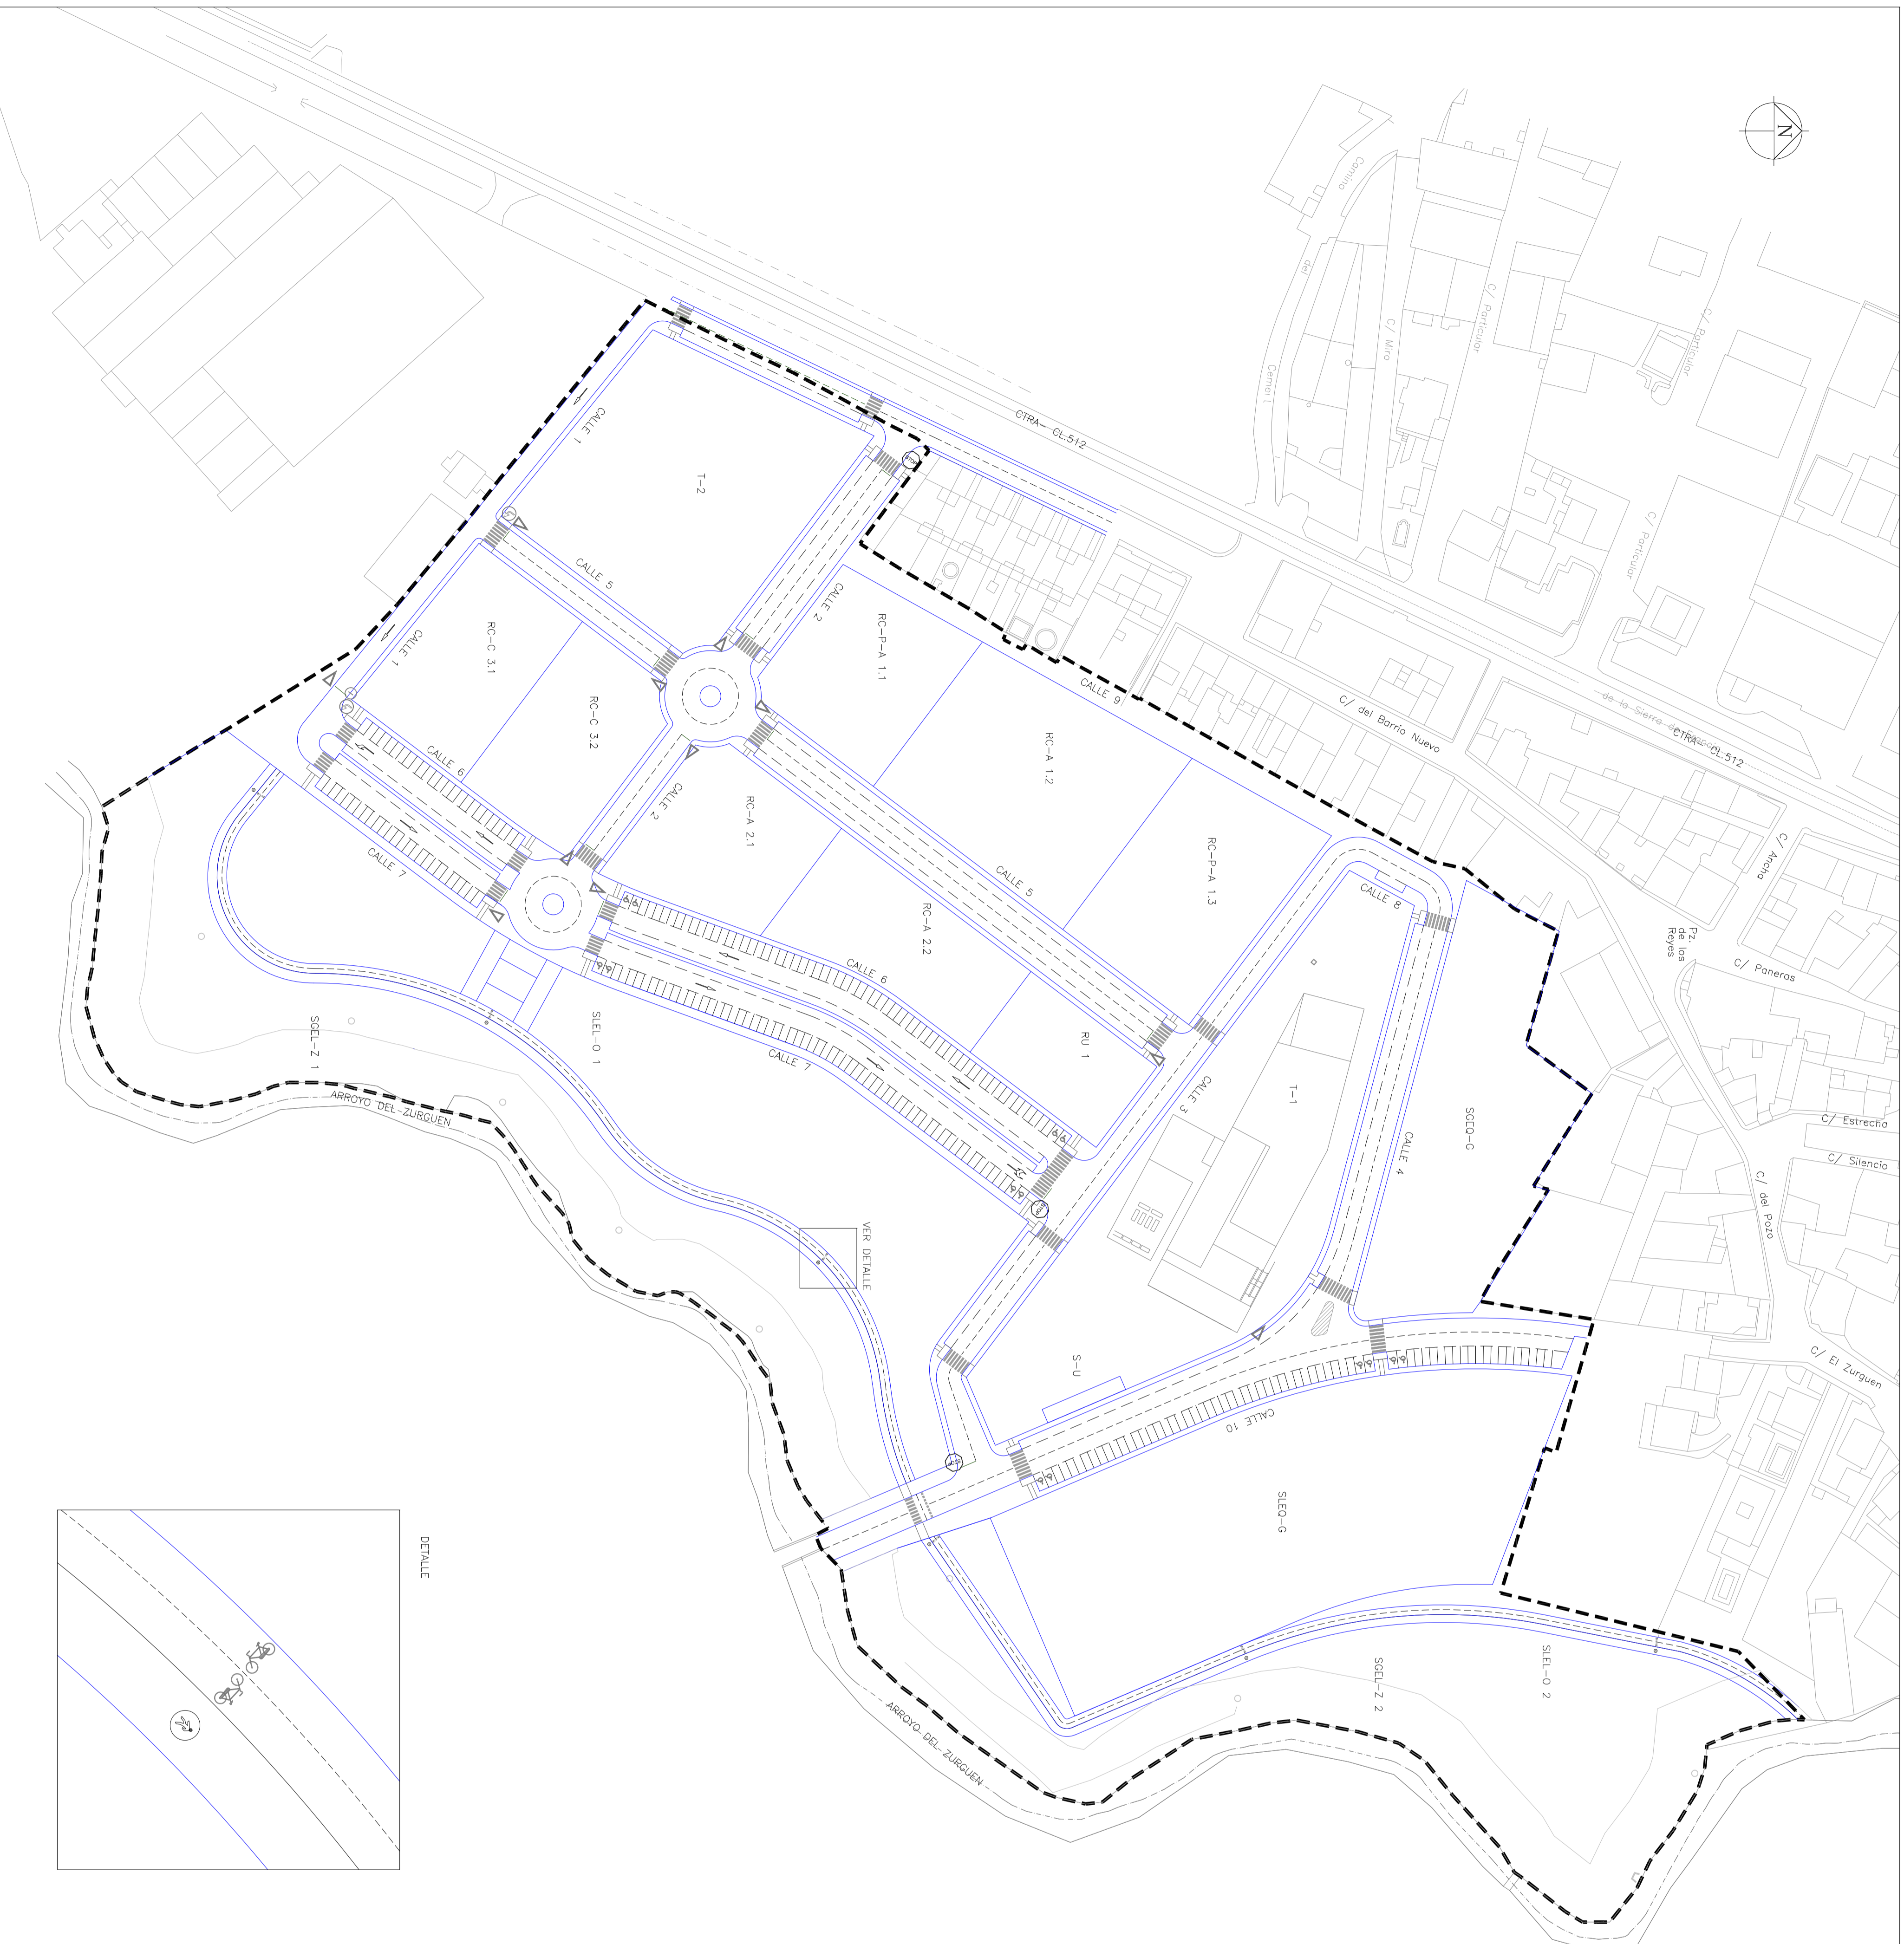 N
Camino
del
Cemei (
C/ Miro
C/ Particular
C/ Particular
C/ Particular
CTRA- CL.512
CTRA- CL.512
C/ del Barrio Nuevo
C/ Ancha
Pz.
de los
Reyes
C/ Paneras
C/ Estrecha
C/ Silencio
C/ del Pozo
C/ El Zurguen
STOP
CALLE 1
T-2
CALLE 5
CALLE 2
RC-P-A 1.1
CALLE 9
RC-A 1.2
RC-C 3.1
CALLE 1
RC-C 3.2
CALLE 6
CALLE 2
RC-A 2.1
RC-P-A 1.3
CALLE 8
CALLE 5
RC-A 2.2
CALLE 7
CALLE 6
SGEL-Z 1
SLEL-O 1
CALLE 7
RU 1
CALLE 3
T-1
CALLE 4
SGEQ-G
ARROYO DEL ZURGUEN
VER DETALLE
STOP
S-U
CALLE 10
STOP
SLEQ-G
SGEL-Z 2
SLEL-O 2
ARROYO DEL ZURGUEN
DETALLE